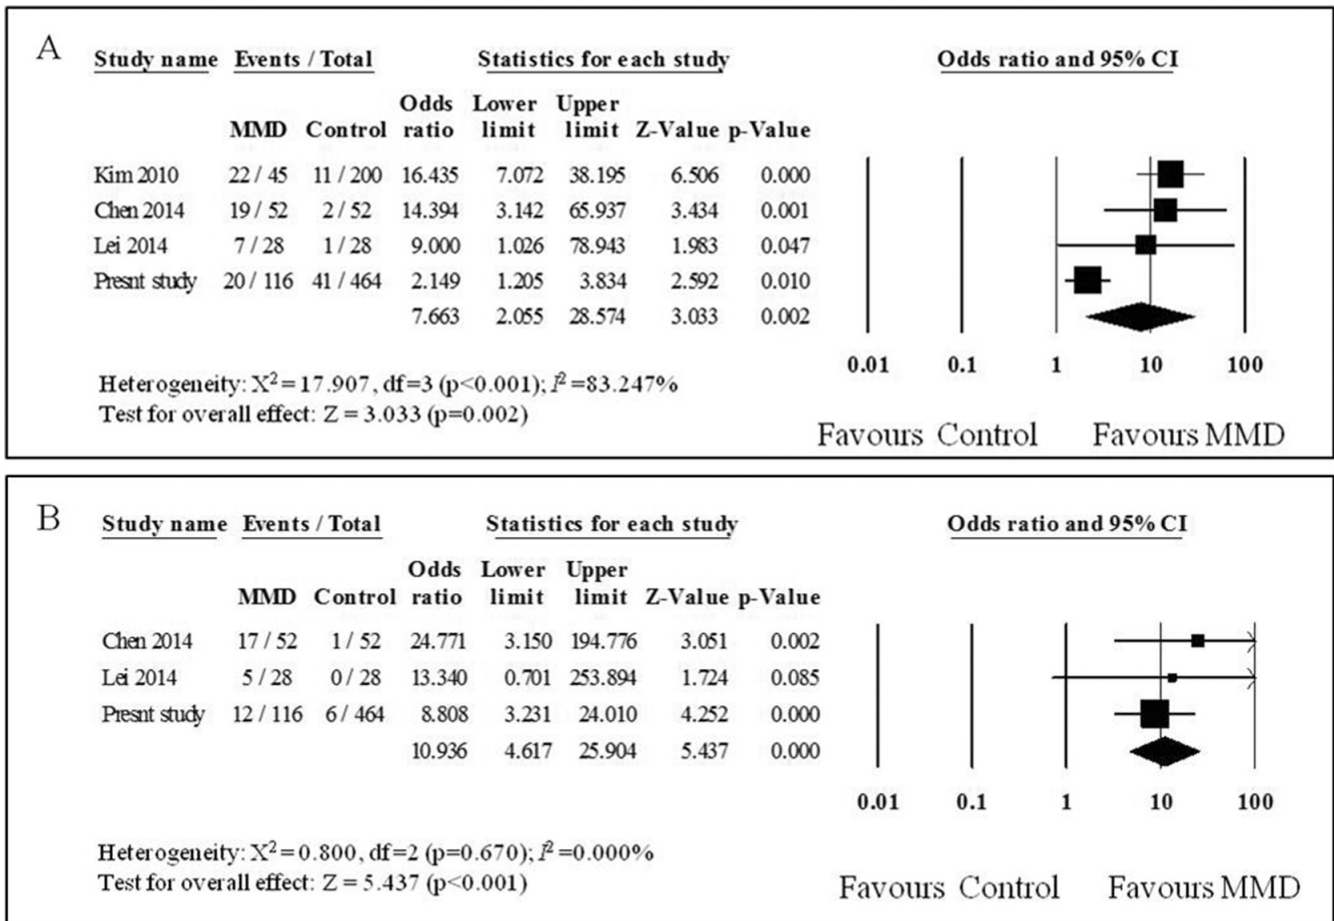 A
Study name Events / Total Statistics for each study Odds ratio and 95% CI
Odds Lower Upper
MMD Control ratio limit limit Z-Value p-Value
Kim 2010 22 / 45 11 / 200 16.435 7.072 38.195 6.506 0.000
Chen 2014 19 / 52 2 / 52 14.394 3.142 65.937 3.434 0.001
Lei 2014 7 / 28 1 / 28 9.000 1.026 78.943 1.983 0.047
Presnt study 20 / 116 41 / 464 2.149 1.205 3.834 2.592 0.010
7.663 2.055 28.574 3.033 0.002
0.01 0.1 1 10 100
Heterogeneity: X²=17.907, df=3 (p<0.001); I²=83.247%
Test for overall effect: Z = 3.033 (p=0.002)
Favours Control Favours MMD
B
Study name Events / Total Statistics for each study Odds ratio and 95% CI
Odds Lower Upper
MMD Control ratio limit limit Z-Value p-Value
Chen 2014 17 / 52 1 / 52 24.771 3.150 194.776 3.051 0.002
Lei 2014 5 / 28 0 / 28 13.340 0.701 253.894 1.724 0.085
Presnt study 12 / 116 6 / 464 8.808 3.231 24.010 4.252 0.000
10.936 4.617 25.904 5.437 0.000
0.01 0.1 1 10 100
Heterogeneity: X²=0.800, df=2 (p=0.670); I²=0.000%
Test for overall effect: Z = 5.437 (p<0.001)
Favours Control Favours MMD